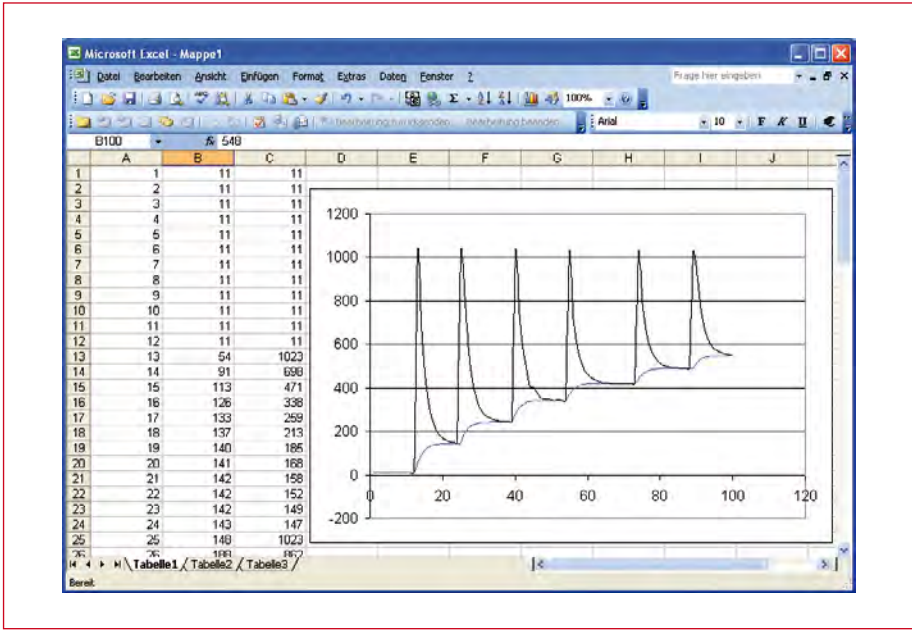 Microsoft Excel - Mappe1
Datei Bearbeiten Ansicht Einfügen Format Extras Daten Fenster ?
Frage hier eingeben
100%
Arial 10 F K U €
B100 fx 548
A B C D E F G H I J
1 1 11 11
2 2 11 11
3 3 11 11
4 4 11 11
5 5 11 11
6 6 11 11
7 7 11 11
8 8 11 11
9 9 11 11
10 10 11 11
11 11 11 11
12 12 11 11
13 13 54 1023
14 14 91 698
15 15 113 471
16 16 126 338
17 17 133 259
18 18 137 213
19 19 140 185
20 20 141 168
21 21 142 158
22 22 142 152
23 23 142 149
24 24 143 147
25 25 148 1023
1200
1000
800
600
400
200
0
-200
0 20 40 60 80 100 120
Tabelle1 Tabelle2 Tabelle3
Bereit